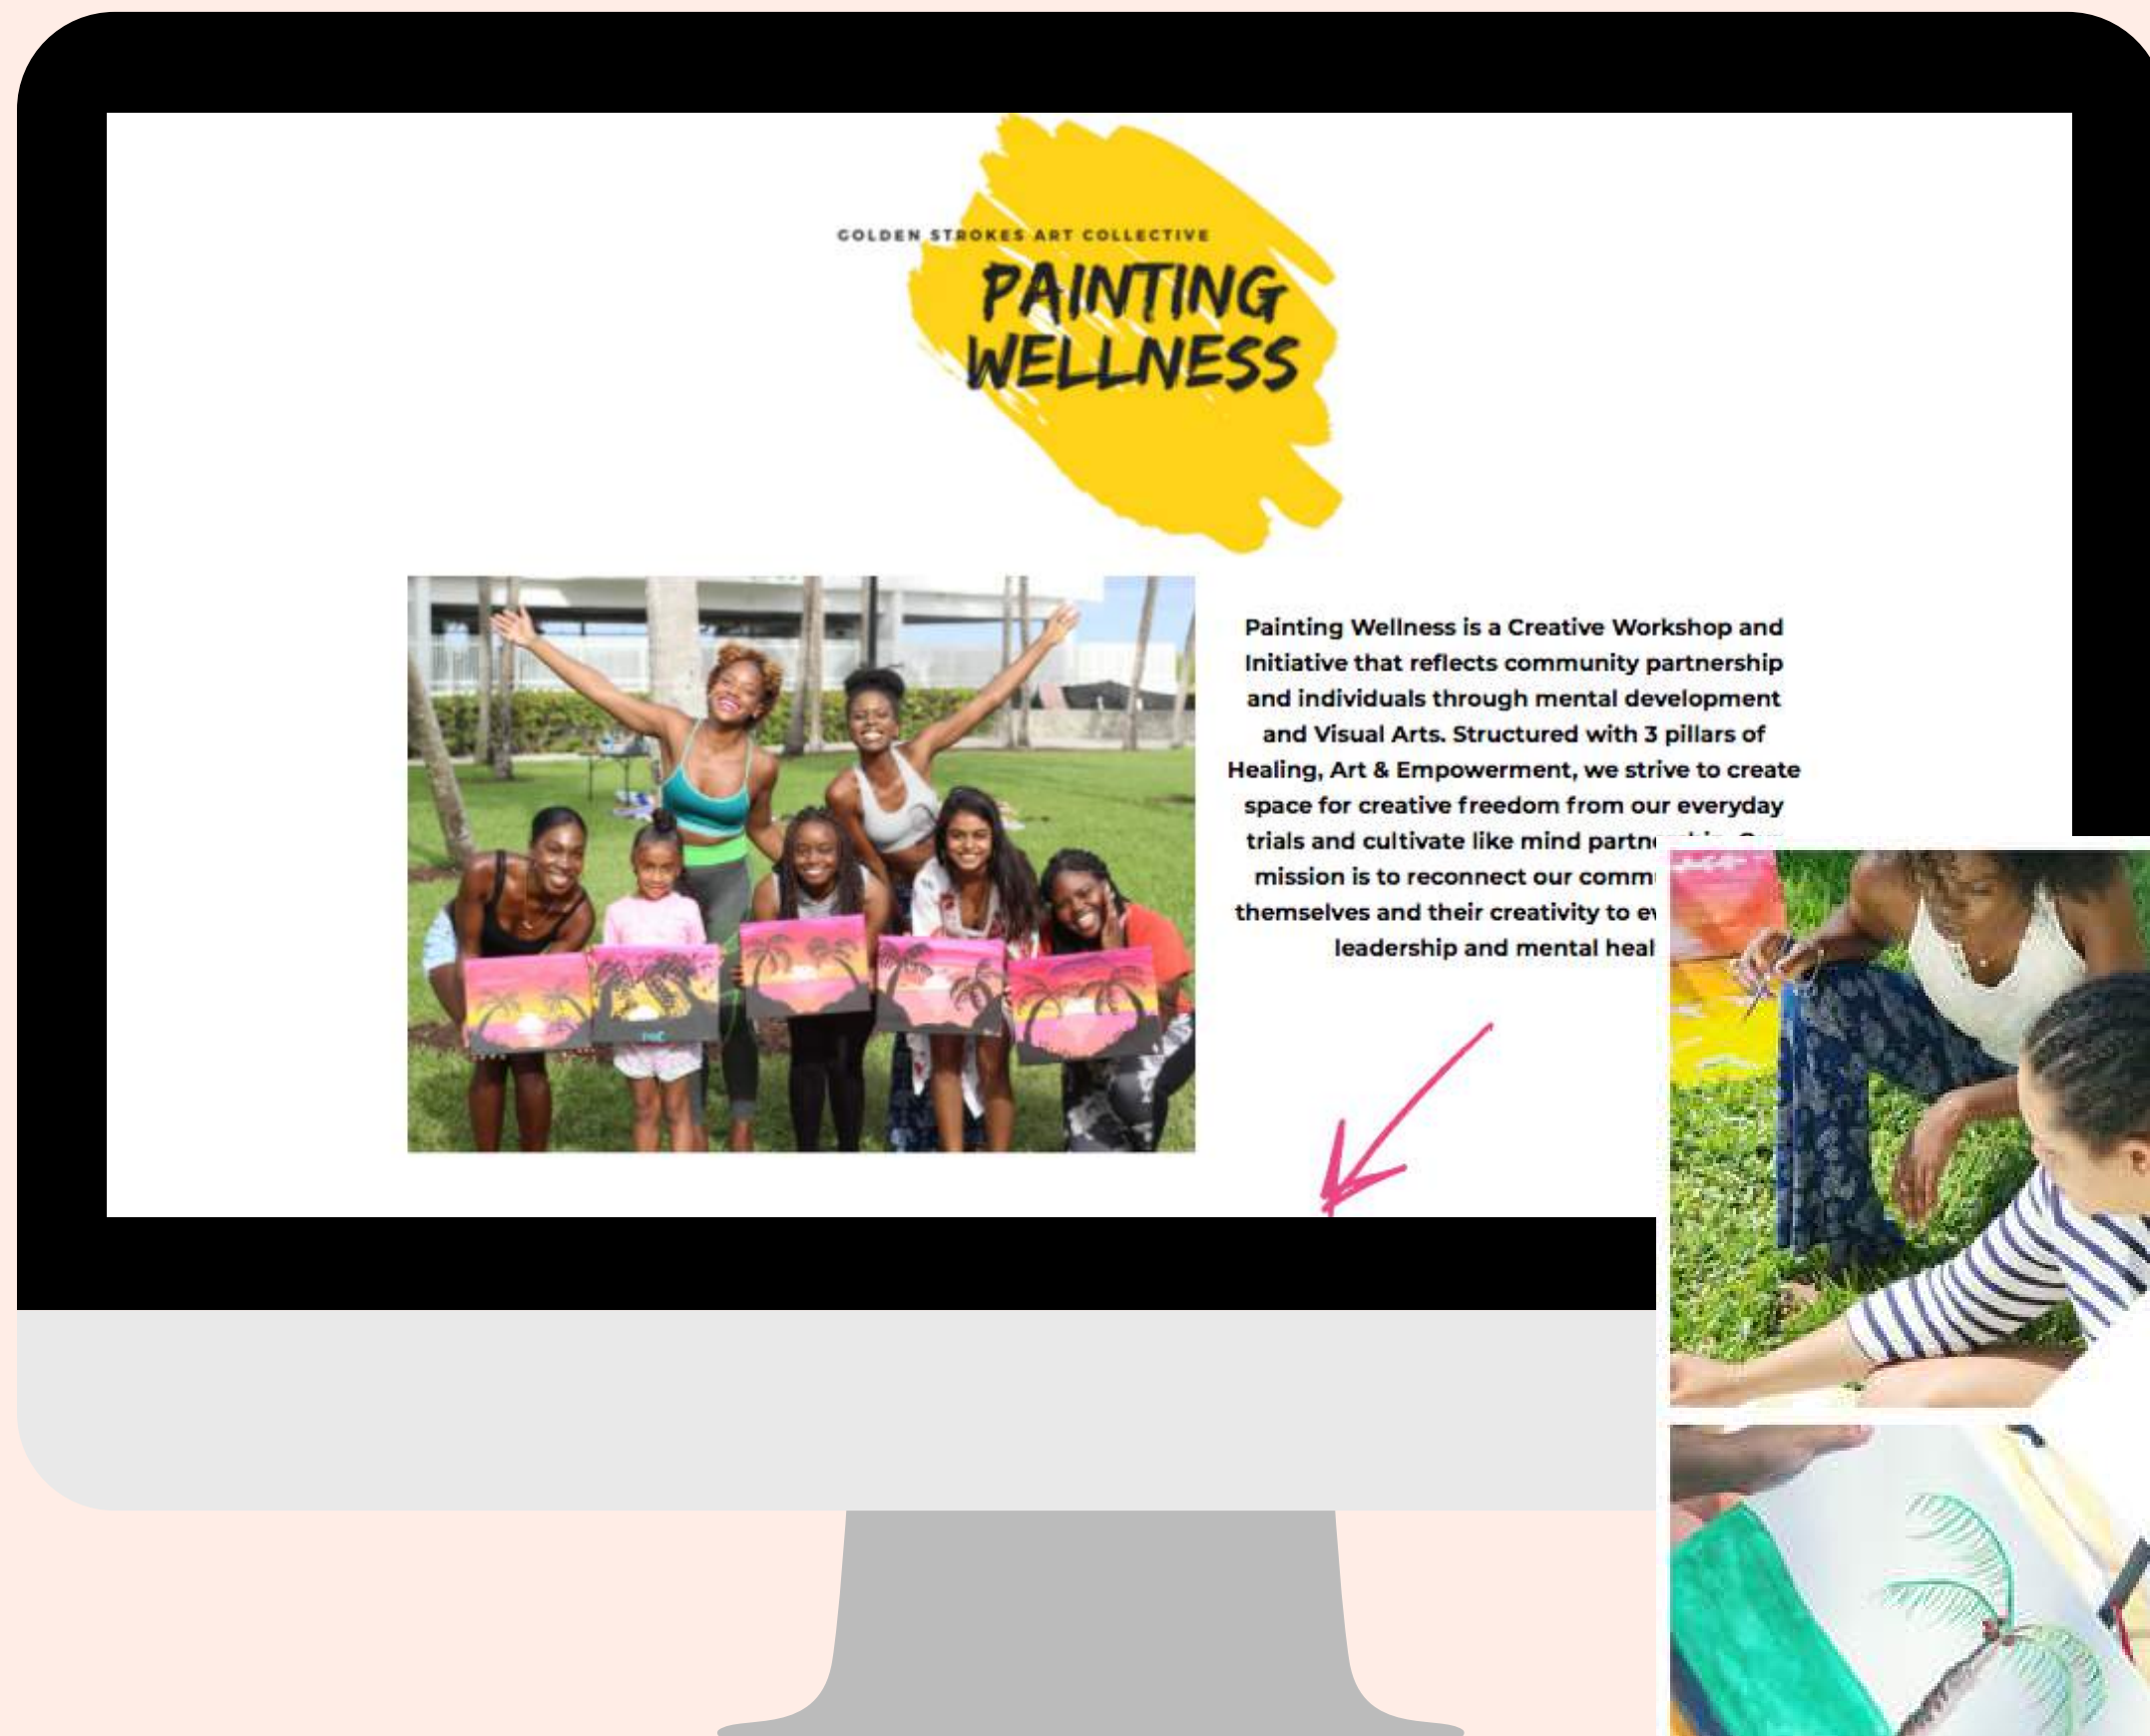 GOLDEN STROKES ART COLLECTIVE
PAINTING
WELLNESS
Painting Wellness is a Creative Workshop and
Initiative that reflects community partnership
and individuals through mental development
and Visual Arts. Structured with 3 pillars of
Healing, Art & Empowerment, we strive to create
space for creative freedom from our everyday
trials and cultivate like mind
mission is to reconnect our
themselves and their creativity to
leadership and mental